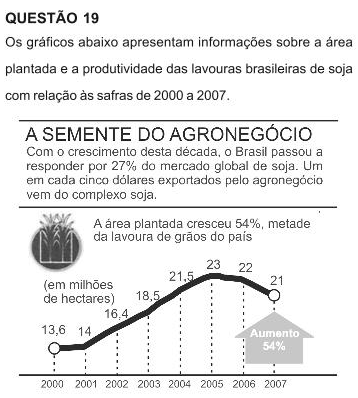 QUESTÃO 19
Os gráficos abaixo apresentam informações sobre a área
plantada e a produtividade das lavouras brasileiras de soja
com relação às safras de 2000 a 2007.
A SEMENTE DO AGRONEGÓCIO
Com o crescimento desta década, o Brasil passou a
responder por 27% do mercado global de soja. Um
em cada cinco dólares exportados pelo agronegócio
vem do complexo soja.
A área plantada cresceu 54%, metade
da lavoura de grãos do país
(em milhões
de hectares)
13,6 14 16,4 18,5 21,5 23 22 21
Aumento
54%
2000 2001 2002 2003 2004 2005 2006 2007